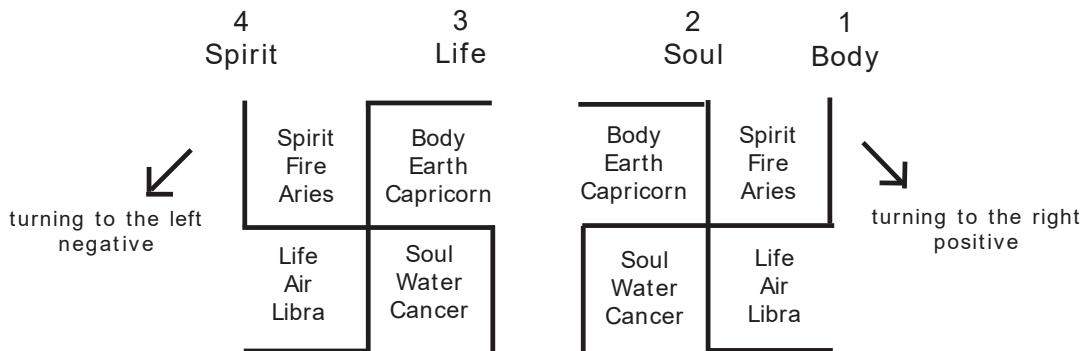 4 3 2 1
Spirit Life Soul Body
Spirit
Fire
Aries
Body
Earth
Capricorn
Body
Earth
Capricorn
Spirit
Fire
Aries
turning to the left
negative
turning to the right
positive
Life
Air
Libra
Soul
Water
Cancer
Soul
Water
Cancer
Life
Air
Libra